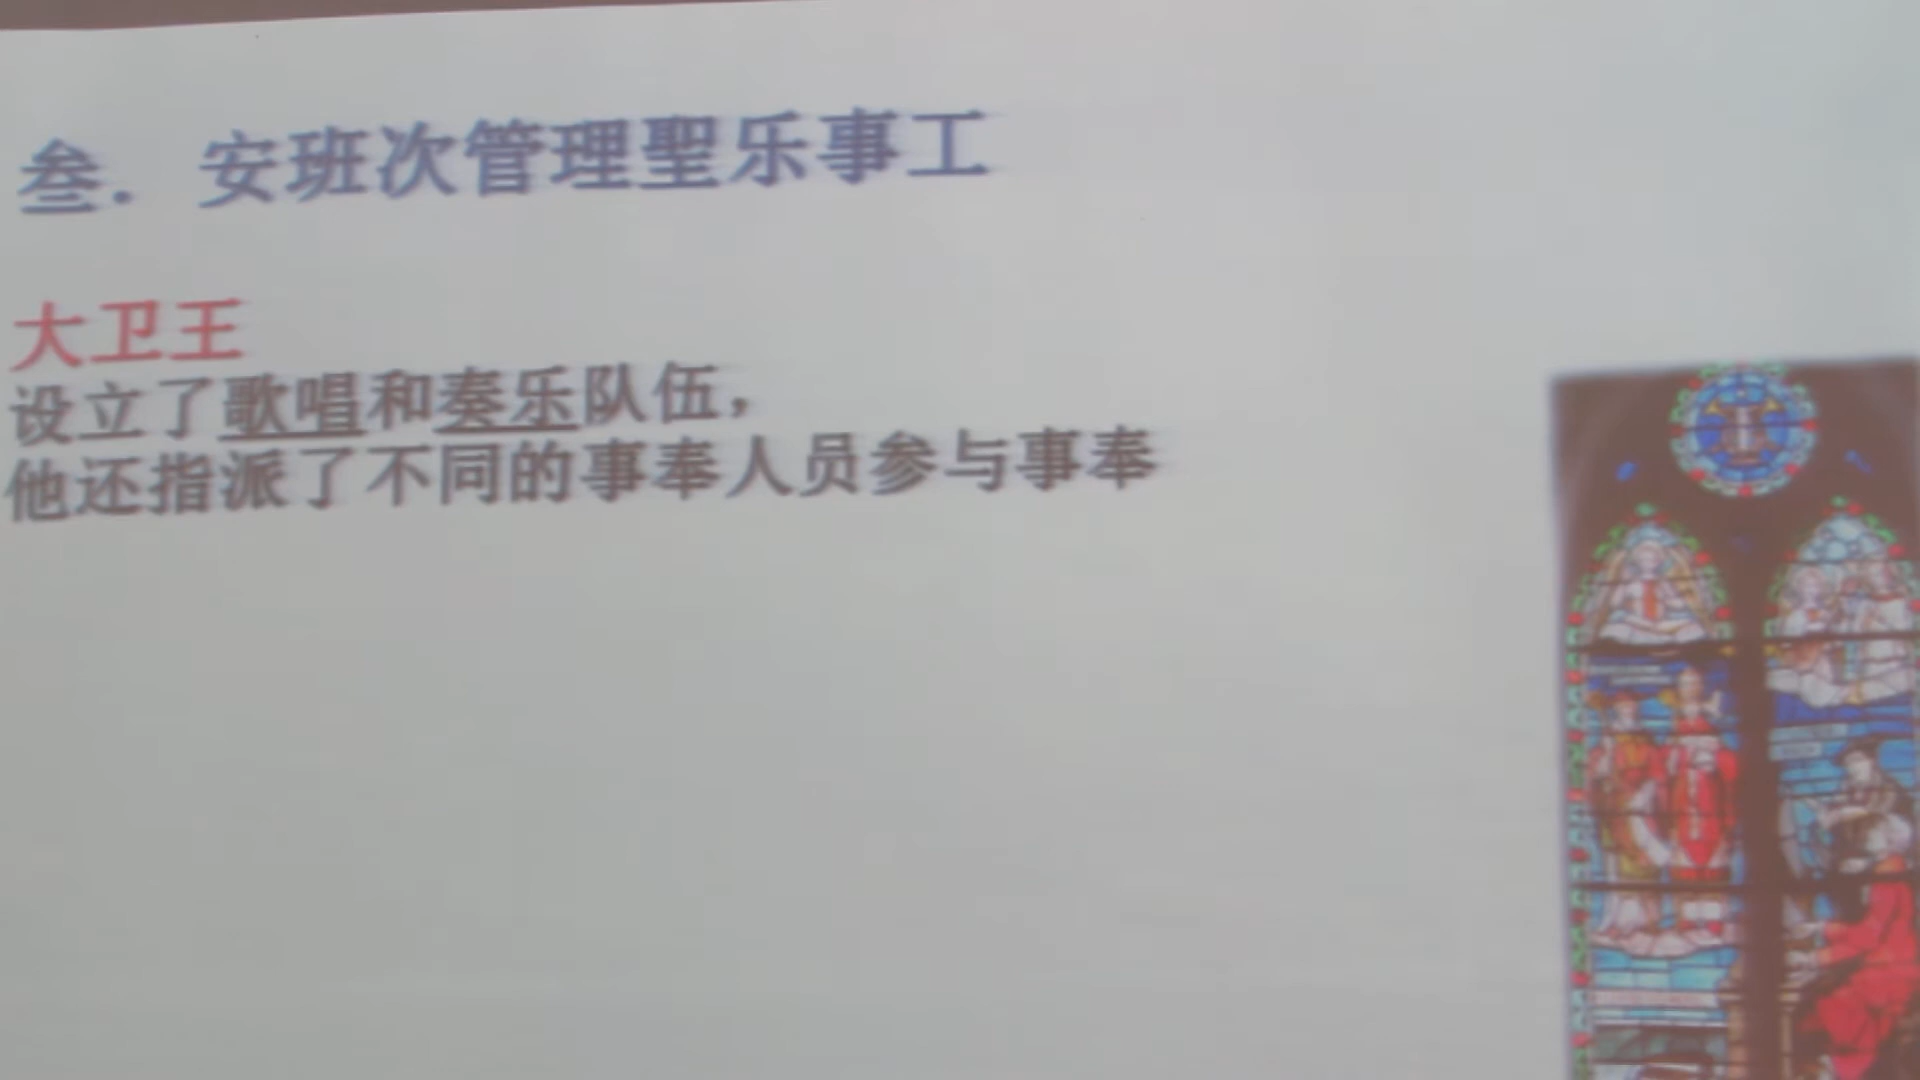 叁. 安班次管理聖乐事工
大卫王
设立了歌唱和奏乐队伍，
他还指派了不同的事奉人员参与事奉